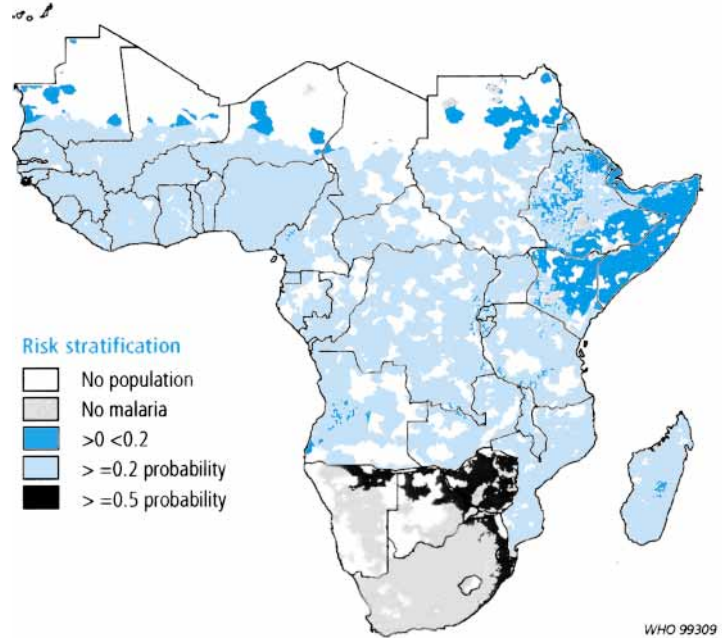 Risk stratification
No population
No malaria
>0 <0.2
> =0.2 probability
> =0.5 probability
WHO 99309